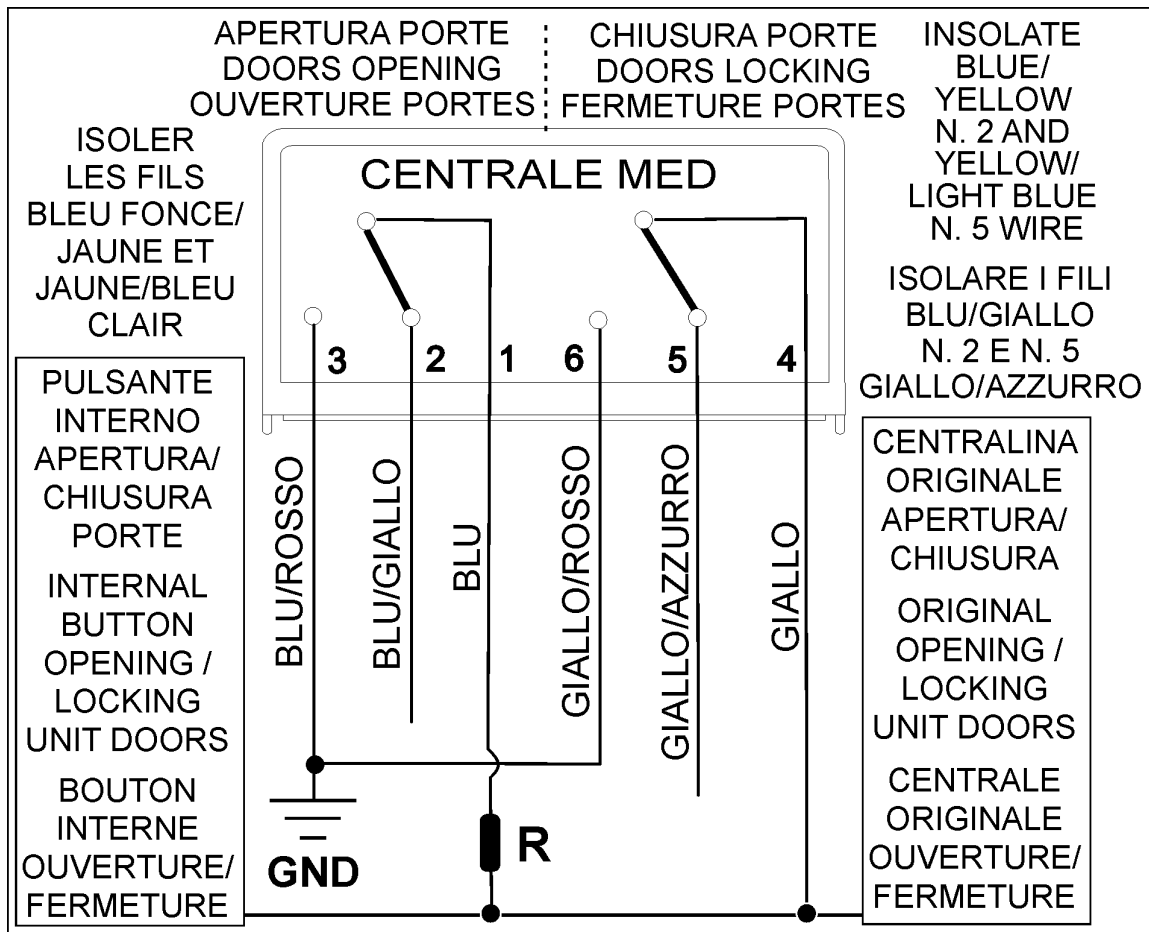 APERTURA PORTE
DOORS OPENING
OUVERTURE PORTES
CHIUSURA PORTE
DOORS LOCKING
FERMETURE PORTES
INSOLATE
BLUE/
YELLOW
N. 2 AND
YELLOW/
LIGHT BLUE
N. 5 WIRE
ISOLER
LES FILS
BLEU FONCE/
JAUNE ET
JAUNE/BLEU
CLAIR
CENTRALE MED
ISOLARE I FILI
BLU/GIALLO
N. 2 E N. 5
GIALLO/AZZURRO
3 2 1 6 5 4
PULSANTE
INTERNO
APERTURA/
CHIUSURA
PORTE
INTERNAL
BUTTON
OPENING /
LOCKING
UNIT DOORS
BOUTON
INTERNE
OUVERTURE/
FERMETURE
BLU/ROSSO
BLU/GIALLO
BLU
GIALLO/ROSSO
GIALLO/AZZURRO
GIALLO
GND
R
CENTRALINA
ORIGINALE
APERTURA/
CHIUSURA
ORIGINAL
OPENING /
LOCKING
UNIT DOORS
CENTRALE
ORIGINALE
OUVERTURE/
FERMETURE